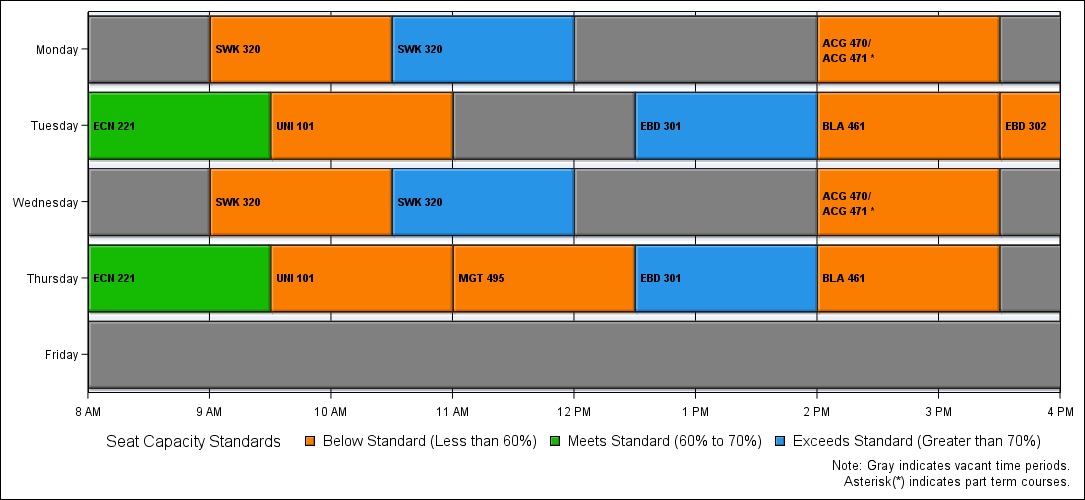 Monday
SWK 320
SWK 320
ACG 470/
ACG 471 *
Tuesday
ECN 221
UNI 101
EBD 301
BLA 461
EBD 302
Wednesday
SWK 320
SWK 320
ACG 470/
ACG 471 *
Thursday
ECN 221
UNI 101
MGT 495
EBD 301
BLA 461
Friday
8 AM 9 AM 10 AM 11 AM 12 PM 1 PM 2 PM 3 PM 4 PM
Seat Capacity Standards Below Standard (Less than 60%) Meets Standard (60% to 70%) Exceeds Standard (Greater than 70%)
Note: Gray indicates vacant time periods.
Asterisk(*) indicates part term courses.